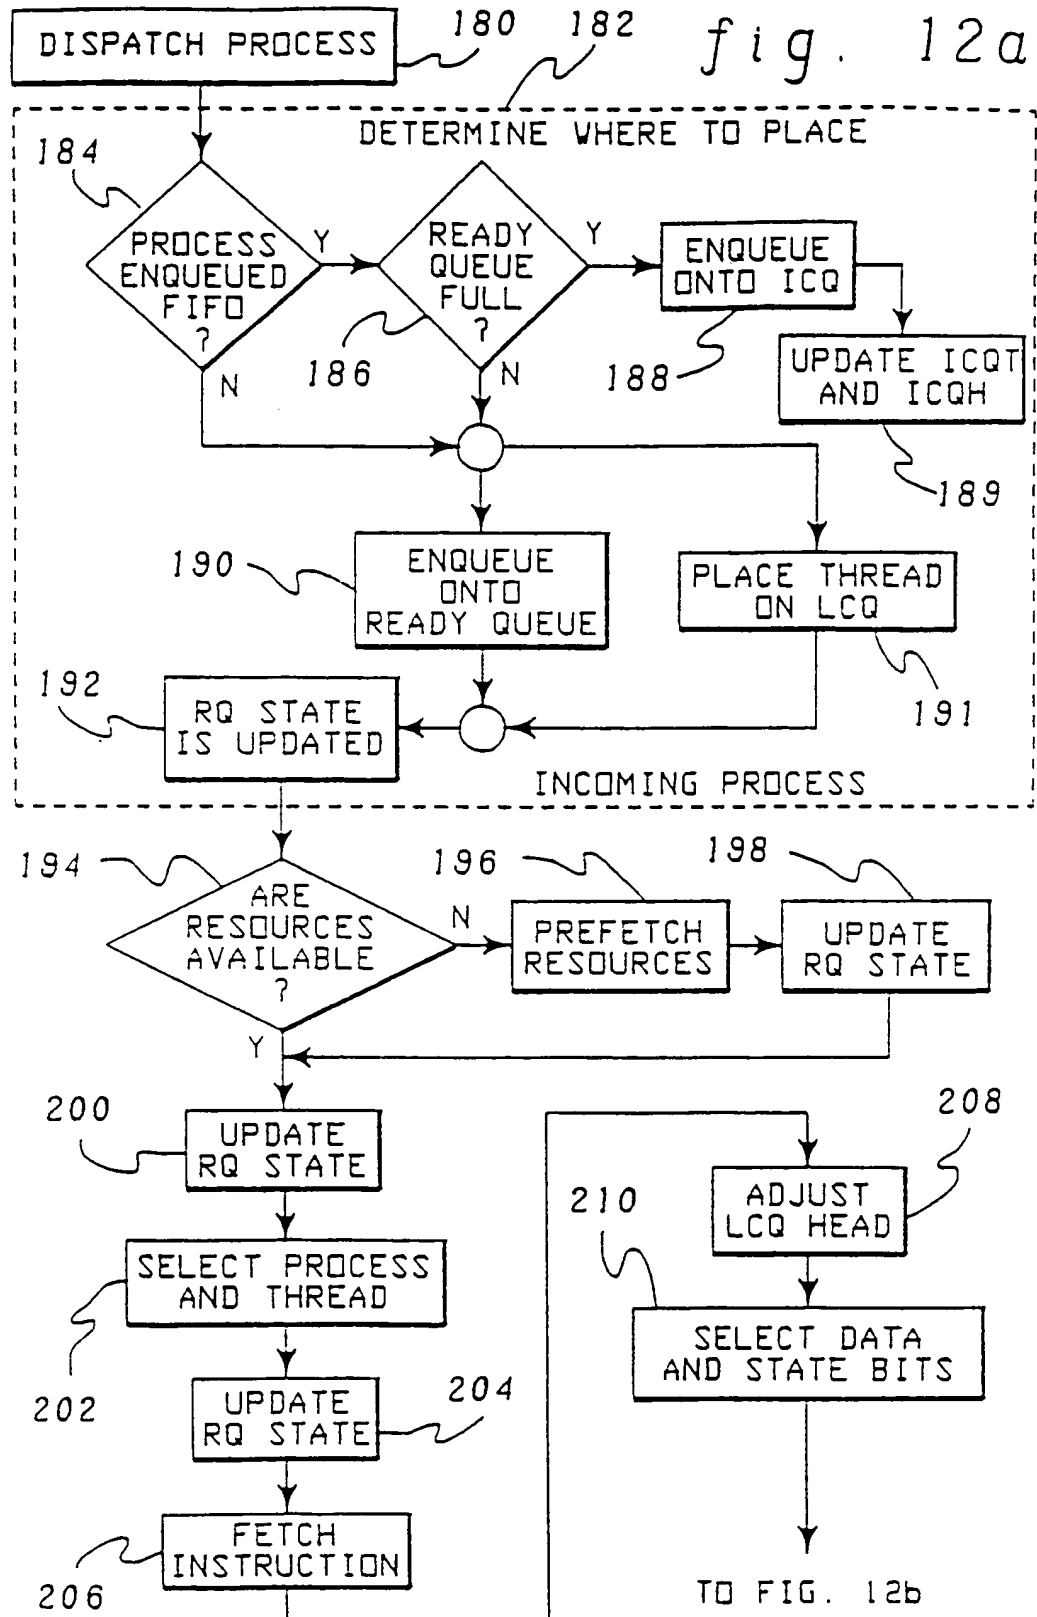 fig. 12a
DISPATCH PROCESS
180
182
DETERMINE WHERE TO PLACE
184
PROCESS
ENQUEUED
FIFO
?
Y
N
READY
QUEUE
FULL
?
186
Y
N
ENQUEUE
ONTO ICQ
188
UPDATE ICQT
AND ICQH
189
190
ENQUEUE
ONTO
READY QUEUE
PLACE THREAD
ON LCQ
191
192
RQ STATE
IS UPDATED
INCOMING PROCESS
194
ARE
RESOURCES
AVAILABLE
?
N
Y
196
PREFETCH
RESOURCES
198
UPDATE
RQ STATE
200
UPDATE
RQ STATE
SELECT PROCESS
AND THREAD
202
UPDATE
RQ STATE
204
FETCH
INSTRUCTION
206
208
ADJUST
LCQ HEAD
210
SELECT DATA
AND STATE BITS
TO FIG. 12b